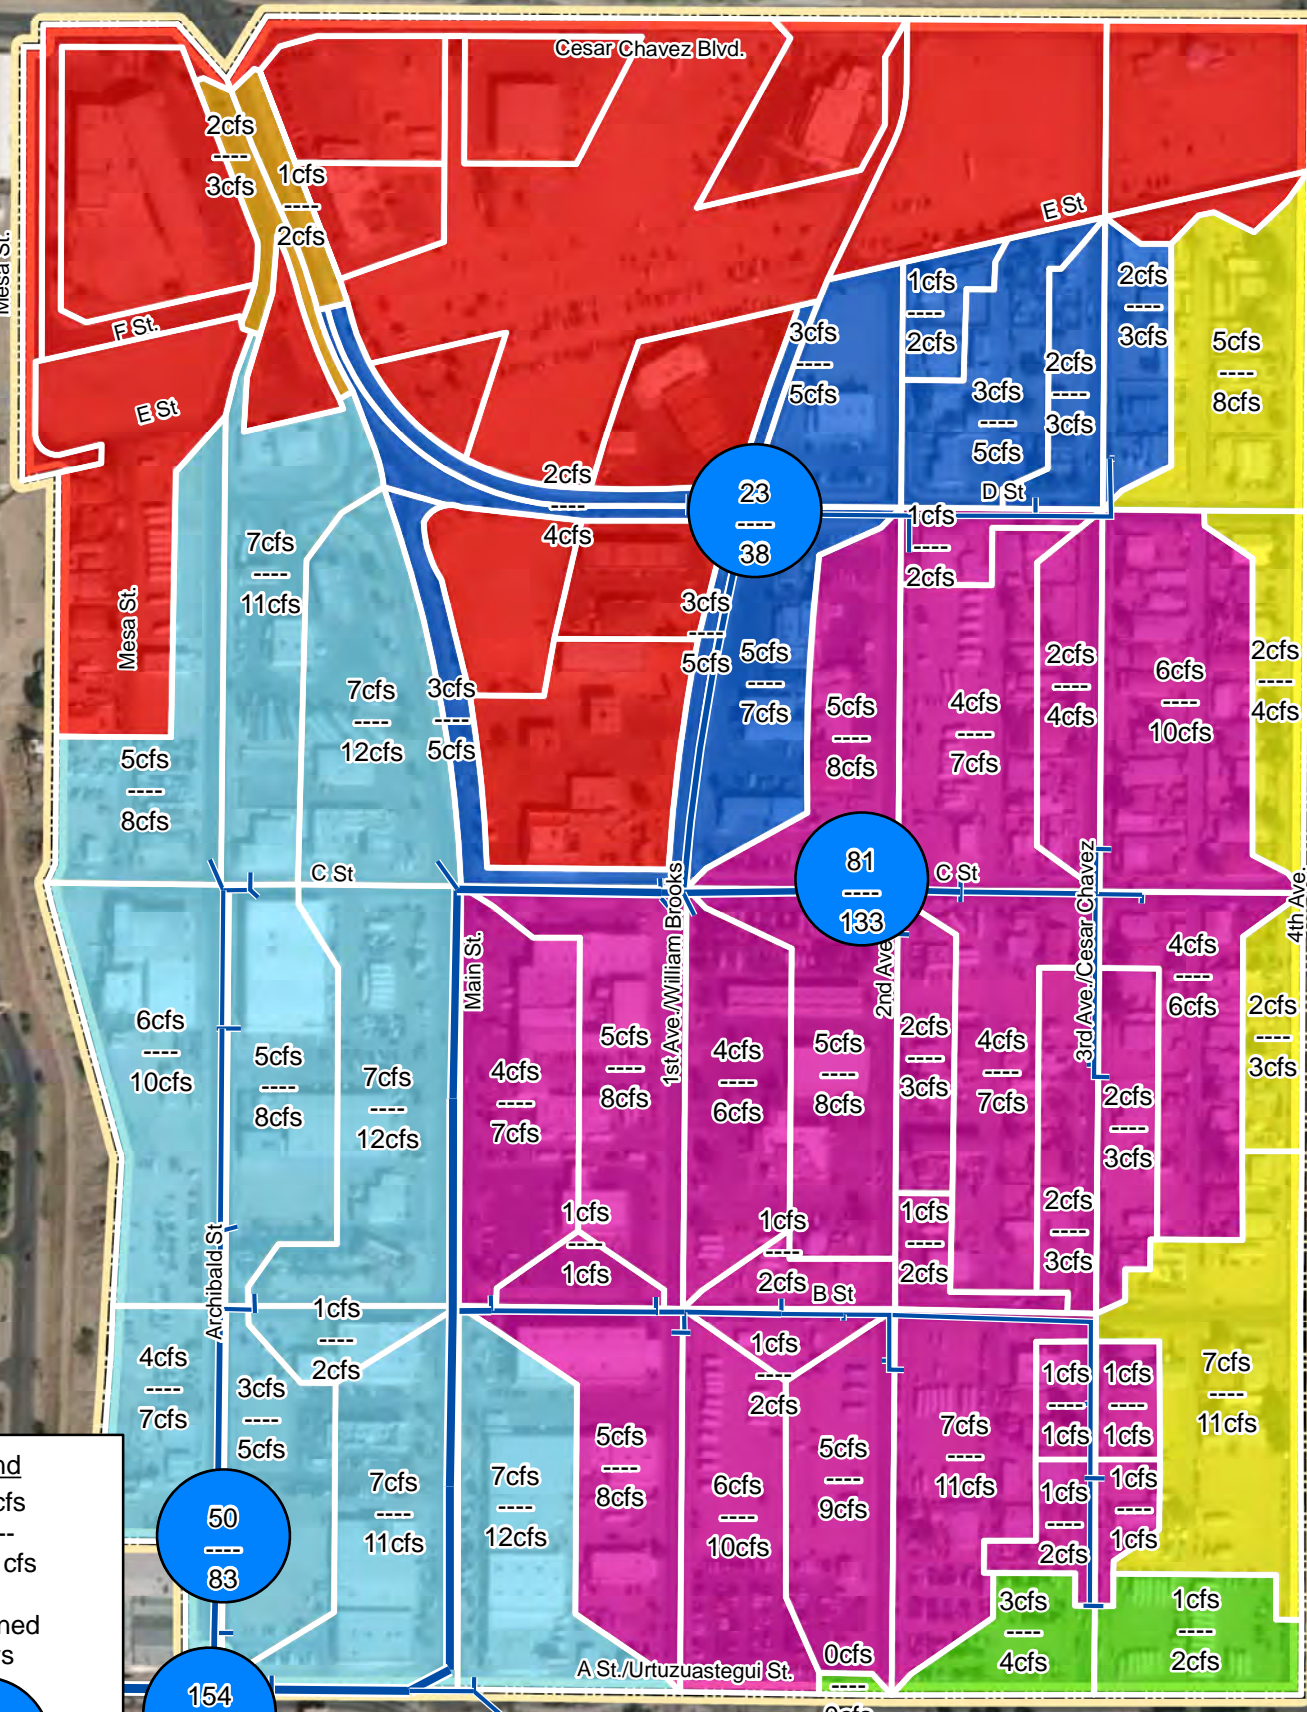 Cesar Chavez Blvd.
2cfs
----
3cfs
1cfs
----
2cfs
Mesa St.
F St.
E St
E St
3cfs
----
5cfs
1cfs
----
2cfs
3cfs
----
5cfs
2cfs
----
3cfs
2cfs
----
3cfs
5cfs
----
8cfs
2cfs
----
4cfs
23
----
38
D St
1cfs
----
2cfs
7cfs
----
11cfs
Mesa St.
7cfs
----
12cfs
3cfs
----
5cfs
3cfs
----
5cfs
5cfs
----
7cfs
5cfs
----
8cfs
4cfs
----
7cfs
2cfs
----
4cfs
6cfs
----
10cfs
2cfs
----
4cfs
5cfs
----
8cfs
C St
81
----
133
C St
Main St.
1st Ave./William Brooks
2nd Ave
3rd Ave./Cesar Chavez
4th Ave.
6cfs
----
10cfs
5cfs
----
8cfs
7cfs
----
12cfs
4cfs
----
7cfs
5cfs
----
8cfs
4cfs
----
6cfs
5cfs
----
8cfs
2cfs
----
3cfs
4cfs
----
7cfs
2cfs
----
3cfs
4cfs
----
6cfs
2cfs
----
3cfs
1cfs
----
1cfs
1cfs
----
2cfs
1cfs
----
2cfs
2cfs
----
3cfs
Archibald St
B St
4cfs
----
7cfs
1cfs
----
2cfs
3cfs
----
5cfs
7cfs
----
11cfs
7cfs
----
12cfs
5cfs
----
8cfs
1cfs
----
2cfs
6cfs
----
10cfs
5cfs
----
9cfs
7cfs
----
11cfs
1cfs
----
1cfs
1cfs
----
1cfs
1cfs
----
2cfs
1cfs
----
1cfs
7cfs
----
11cfs
50
----
83
154
A St./Urtuzuastegui St.
0cfs
----
3cfs
----
4cfs
1cfs
----
2cfs
cfs
--
cfs